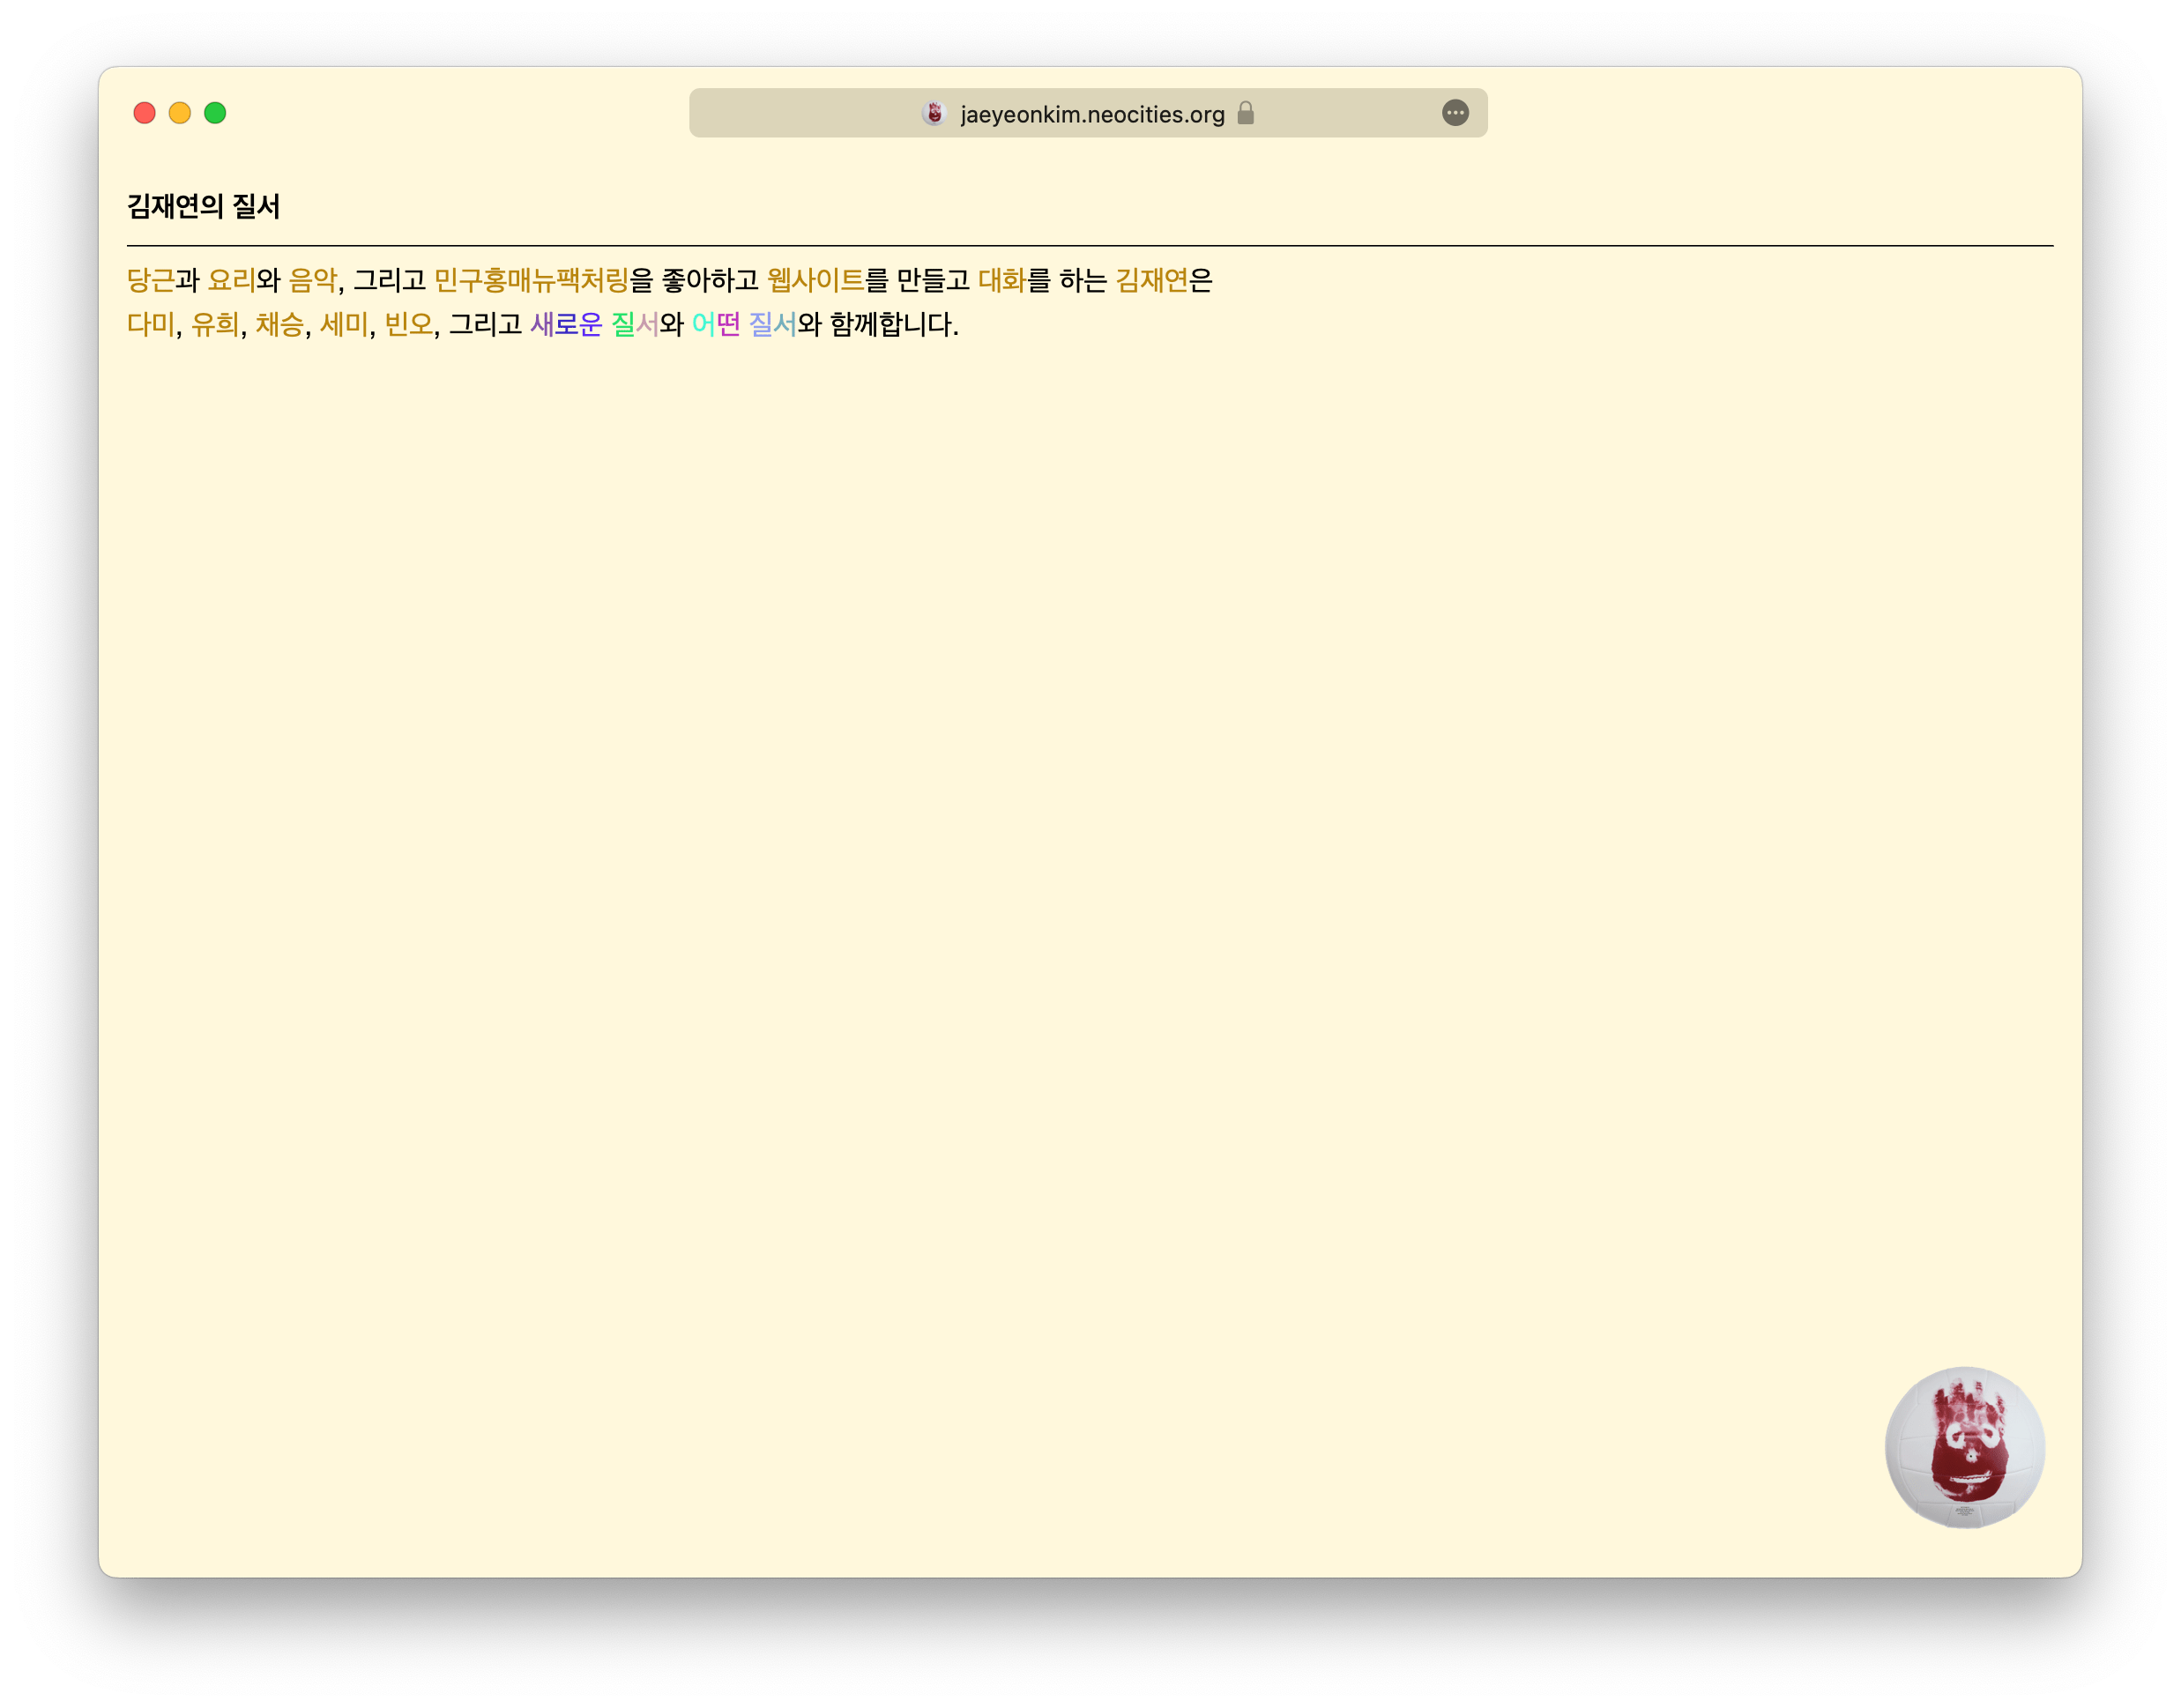 jaeyeonkim.neocities.org
김재연의 질서
당근과 요리와 음악, 그리고 민구홍매뉴팩처링을 좋아하고 웹사이트를 만들고 대화를 하는 김재연은
다미, 유희, 채승, 세미, 빈오, 그리고 새로운 질서와 어떤 질서와 함께합니다.